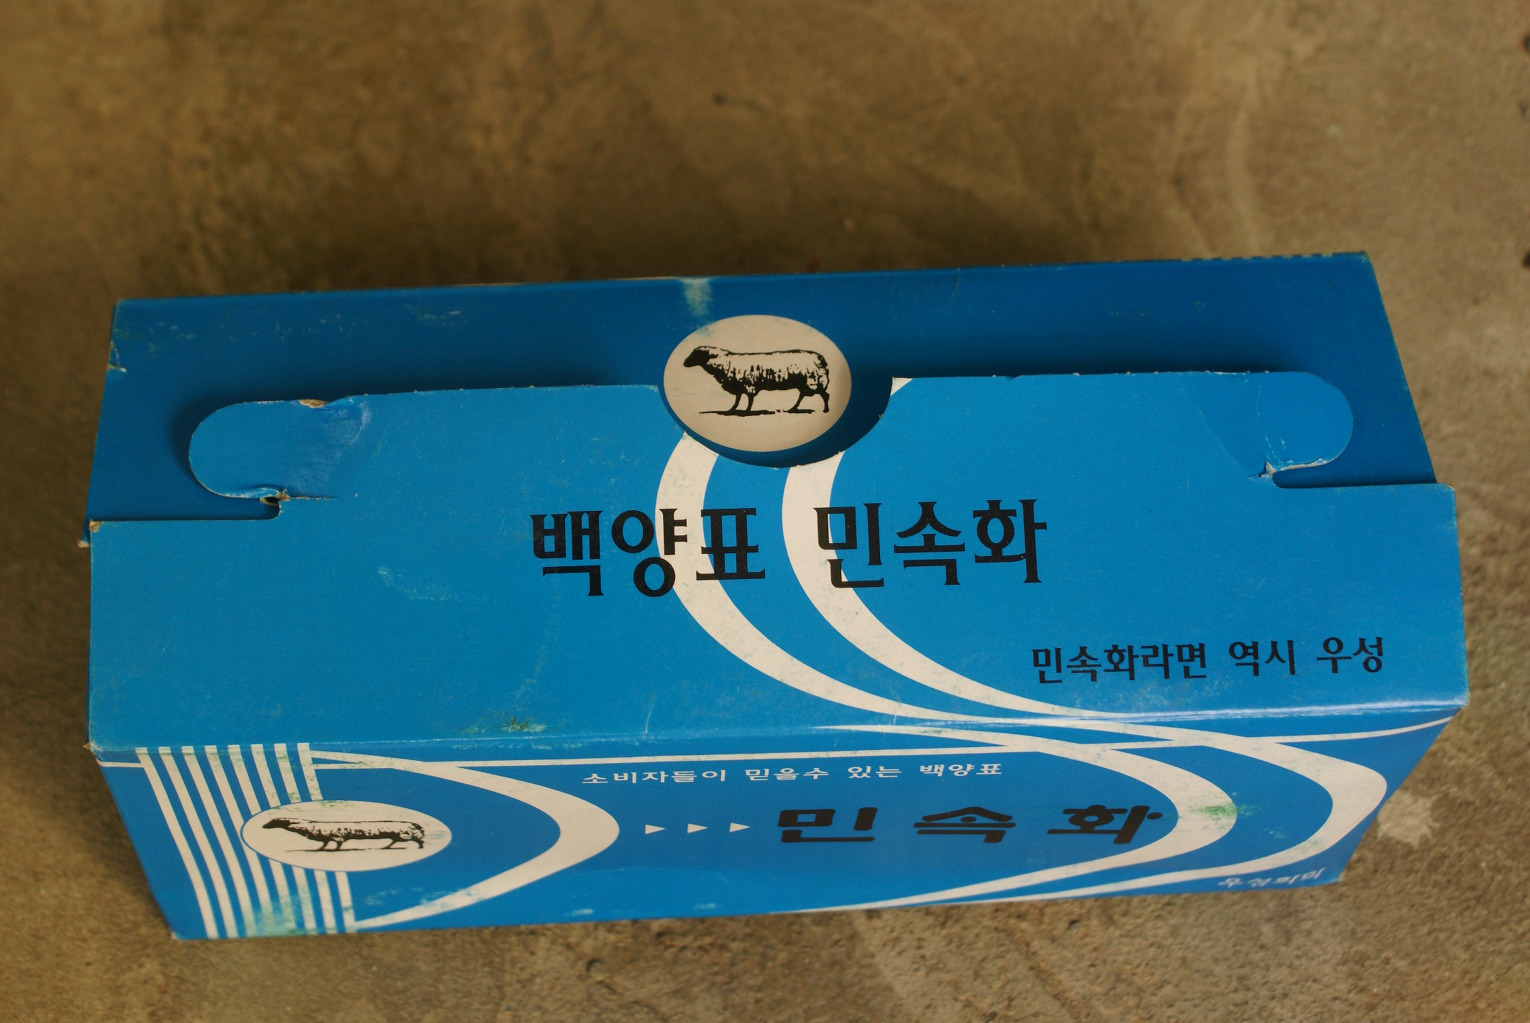 백양표 민속화
민속화라면 역시 우성
소비자들이 믿을수 있는 백양표
▶ ▶ ▶ 민속화